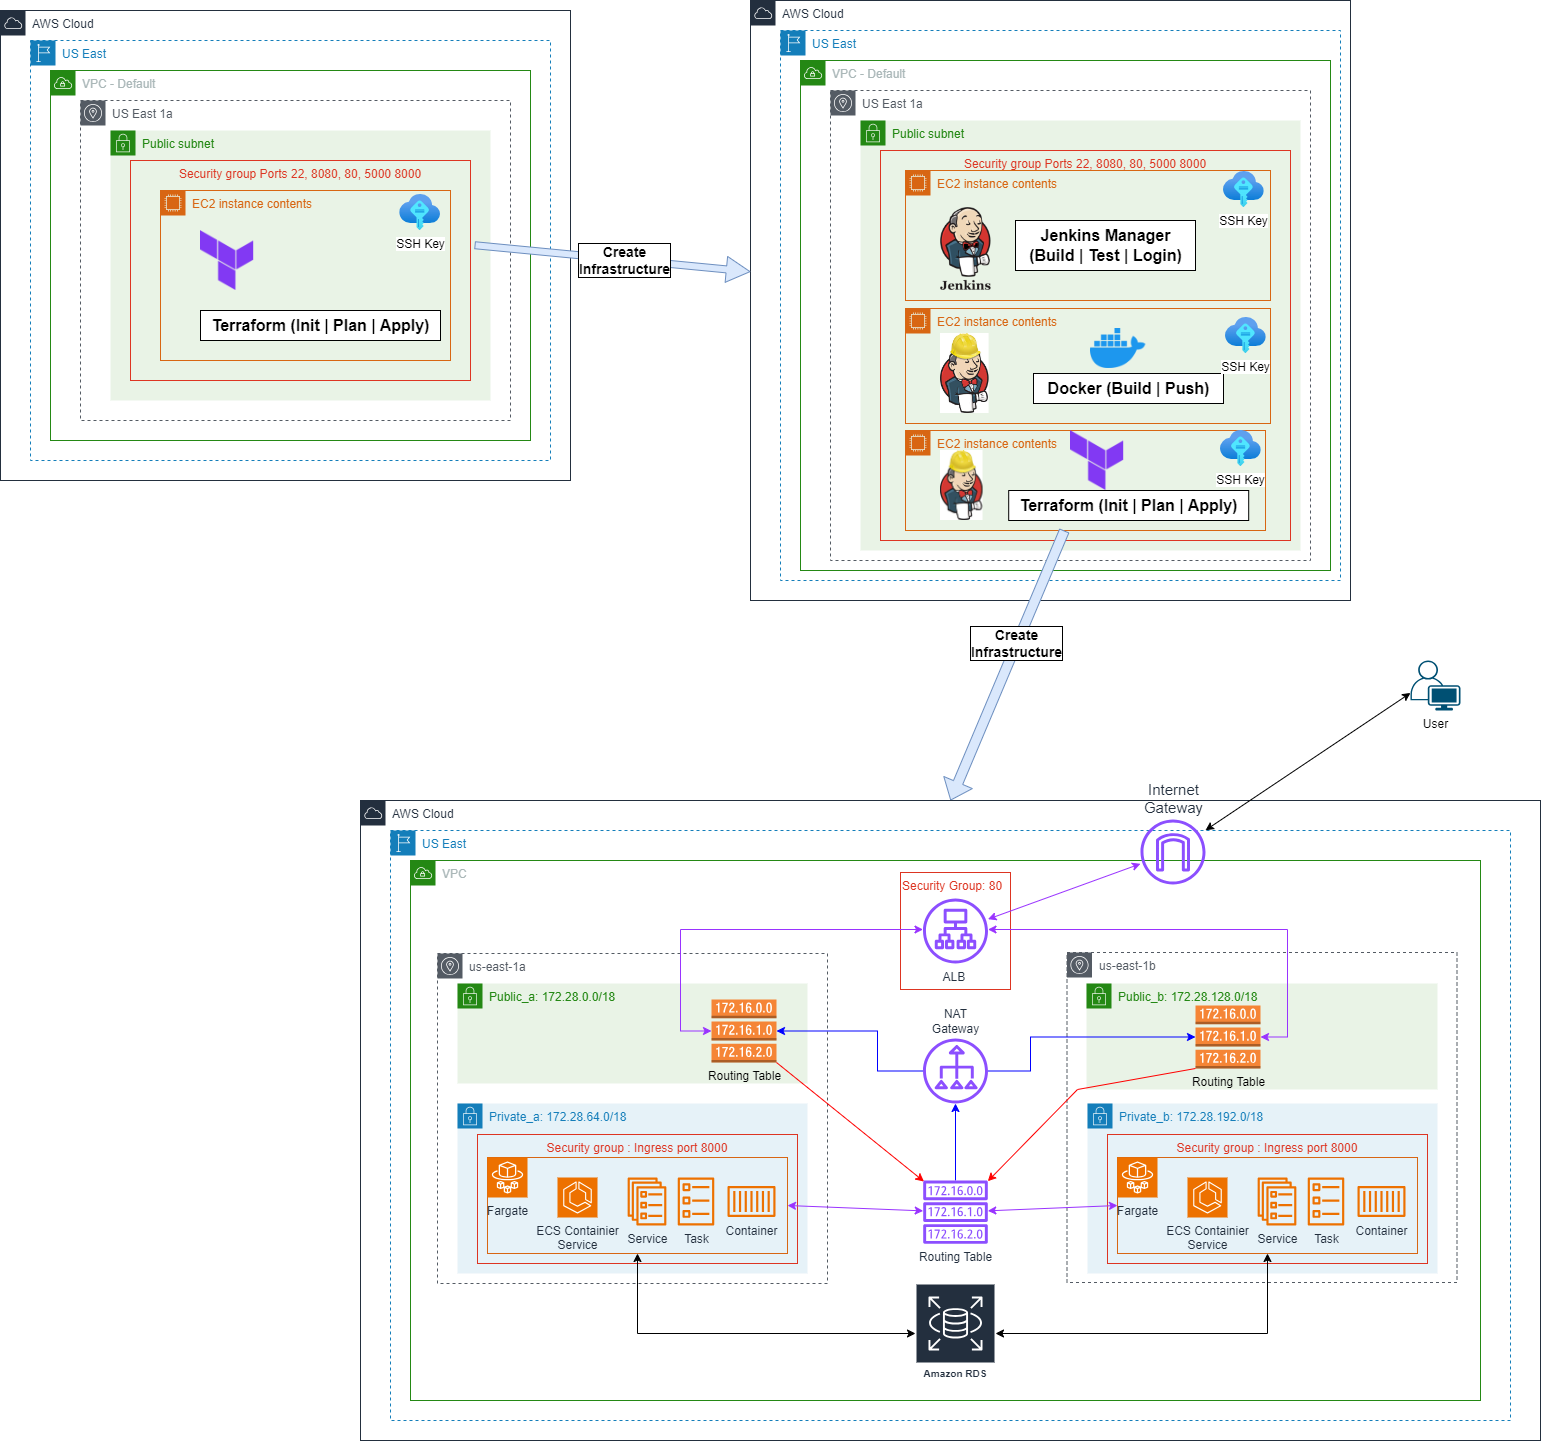 AWS Cloud
US East
VPC - Default
US East 1a
Public subnet
Security group Ports 22, 8080, 80, 5000 8000
EC2 instance contents
SSH Key
Terraform (Init | Plan | Apply)
Create
Infrastructure
AWS Cloud
US East
VPC - Default
US East 1a
Public subnet
Security group Ports 22, 8080, 80, 5000 8000
EC2 instance contents
SSH Key
Jenkins Manager
(Build | Test | Login)
Jenkins
EC2 instance contents
SSH Key
Docker (Build | Push)
EC2 instance contents
SSH Key
Terraform (Init | Plan | Apply)
Create
Infrastructure
User
Internet
Gateway
AWS Cloud
US East
VPC
Security Group: 80
ALB
us-east-1a
Public_a: 172.28.0.0/18
172.16.0.0
172.16.1.0
172.16.2.0
Routing Table
NAT
Gateway
us-east-1b
Public_b: 172.28.128.0/18
172.16.0.0
172.16.1.0
172.16.2.0
Routing Table
Private_a: 172.28.64.0/18
Security group : Ingress port 8000
Fargate
ECS Containier
Service
Service
Task
Container
172.16.0.0
172.16.1.0
172.16.2.0
Routing Table
Private_b: 172.28.192.0/18
Security group : Ingress port 8000
Fargate
ECS Containier
Service
Service
Task
Container
Amazon RDS